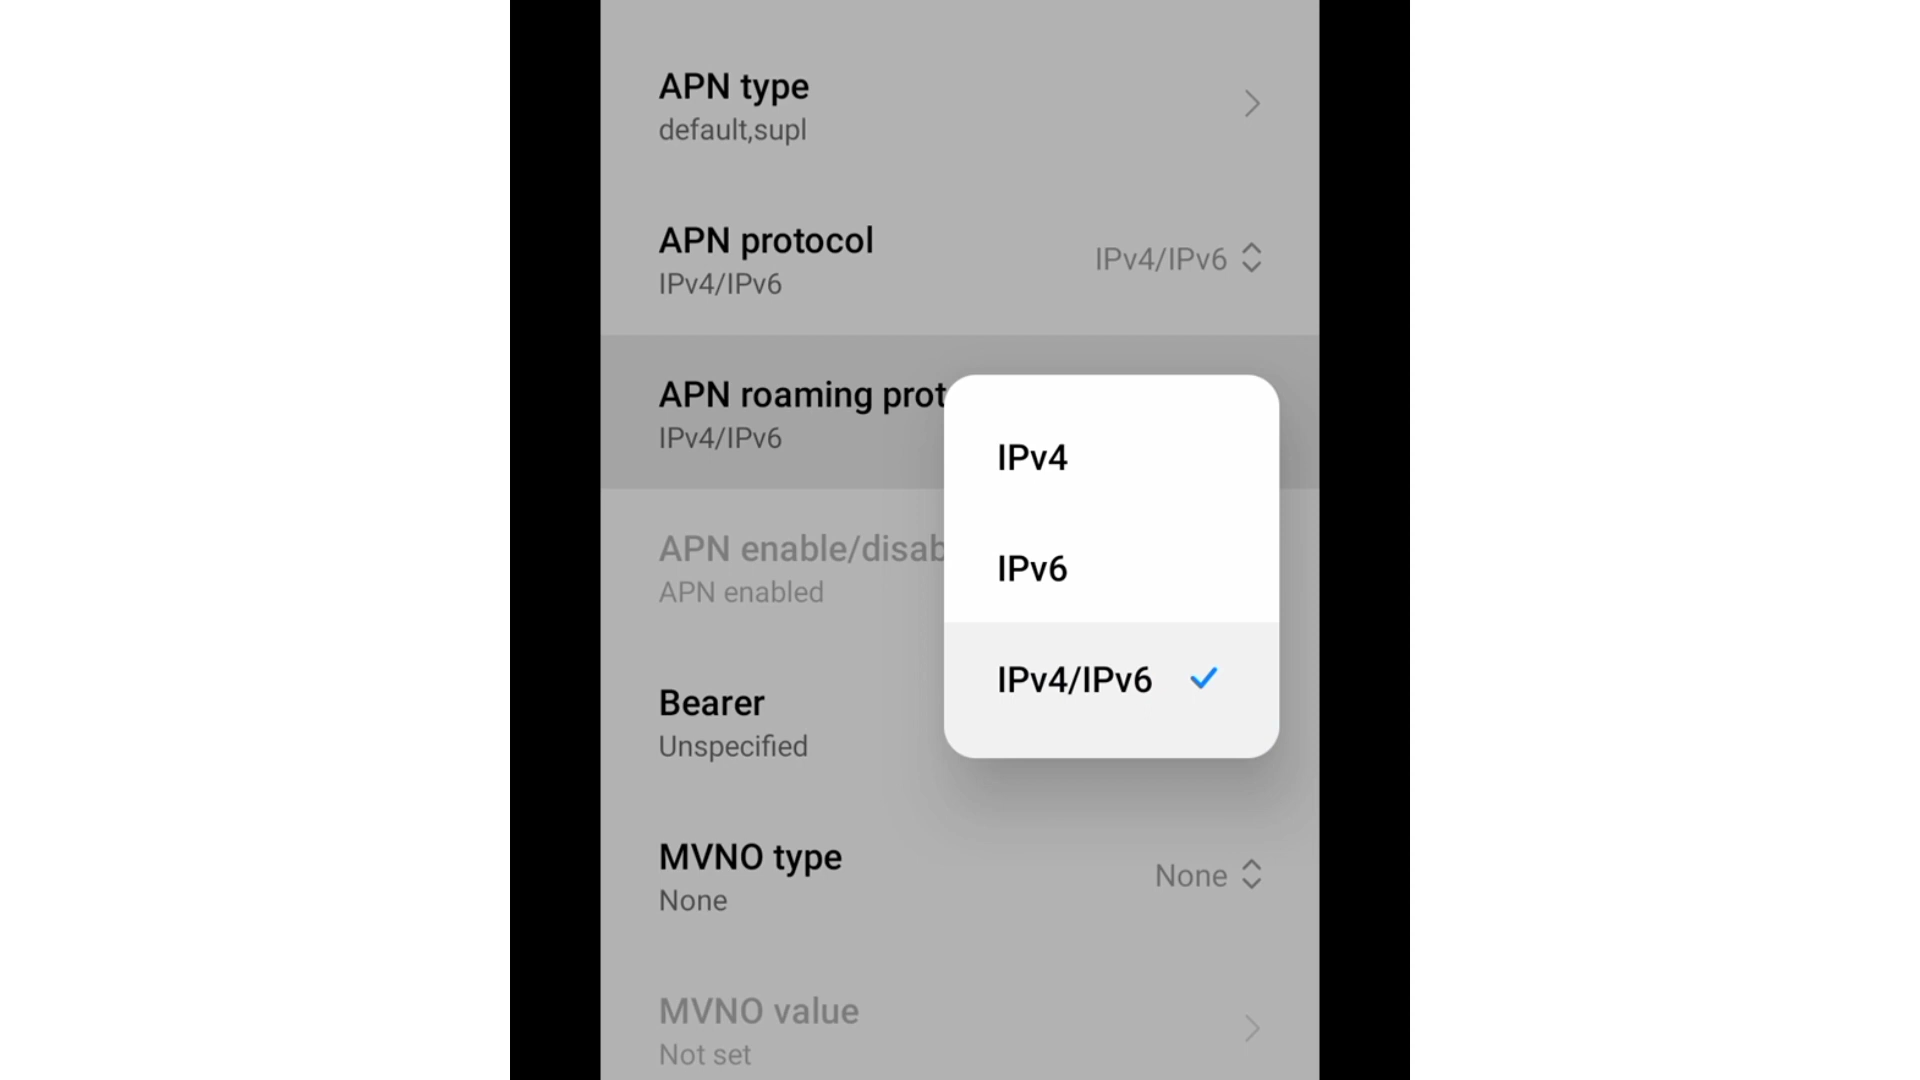 APN type
default,supl
APN protocol
IPv4/IPv6
IPv4/IPv6
APN roaming prot
IPv4/IPv6
IPv4
IPv6
IPv4/IPv6
APN enable/disab
APN enabled
Bearer
Unspecified
MVNO type
None
None
MVNO value
Not set